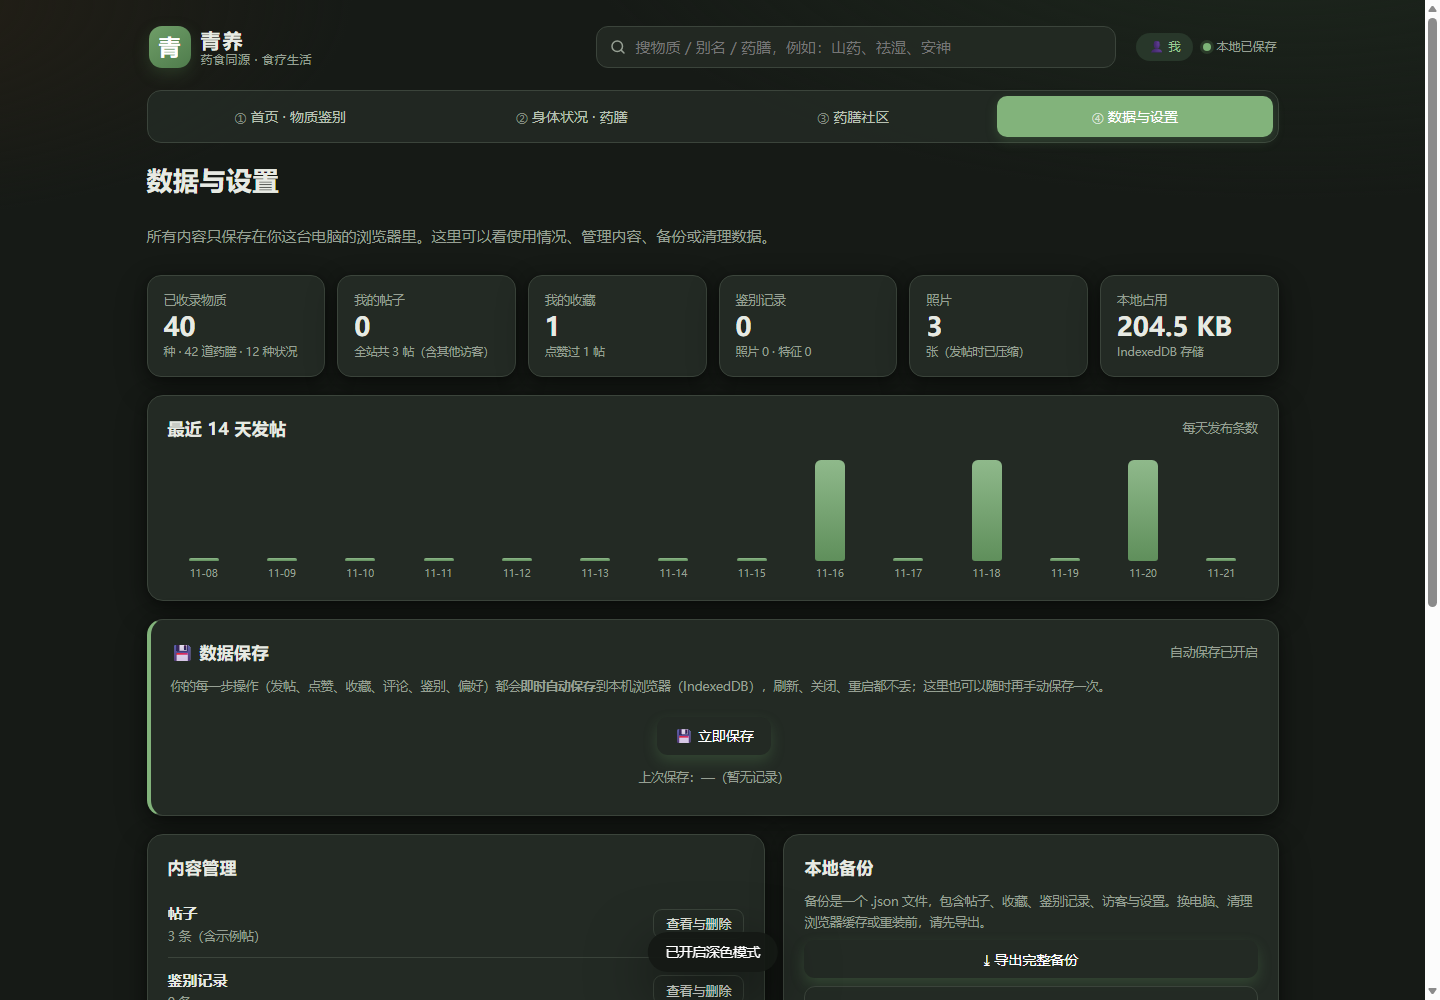 青
青养
药食同源 · 食疗生活
搜物质 / 别名 / 药膳，例如：山药、祛湿、安神
我
本地已保存
① 首页 · 物质鉴别
② 身体状况 · 药膳
③ 药膳社区
④ 数据与设置
数据与设置
所有内容只保存在你这台电脑的浏览器里。这里可以看使用情况、管理内容、备份或清理数据。
已收录物质
40
种 · 42 道药膳 · 12 种状况
我的帖子
0
全站共 3 帖（含其他访客）
我的收藏
1
点赞过 1 帖
鉴别记录
0
照片 0 · 特征 0
照片
3
张（发帖时已压缩）
本地占用
204.5 KB
IndexedDB 存储
最近 14 天发帖
每天发布条数
11-08
11-09
11-10
11-11
11-12
11-13
11-14
11-15
11-16
11-17
11-18
11-19
11-20
11-21
数据保存
自动保存已开启
你的每一步操作（发帖、点赞、收藏、评论、鉴别、偏好）都会即时自动保存到本机浏览器（IndexedDB），刷新、关闭、重启都不丢；这里也可以随时再手动保存一次。
立即保存
上次保存：—（暂无记录）
内容管理
帖子
3 条（含示例帖）
查看与删除
已开启深色模式
鉴别记录
查看与删除
本地备份
备份是一个 .json 文件，包含帖子、收藏、鉴别记录、访客与设置。换电脑、清理
浏览器缓存或重装前，请先导出。
⤓ 导出完整备份